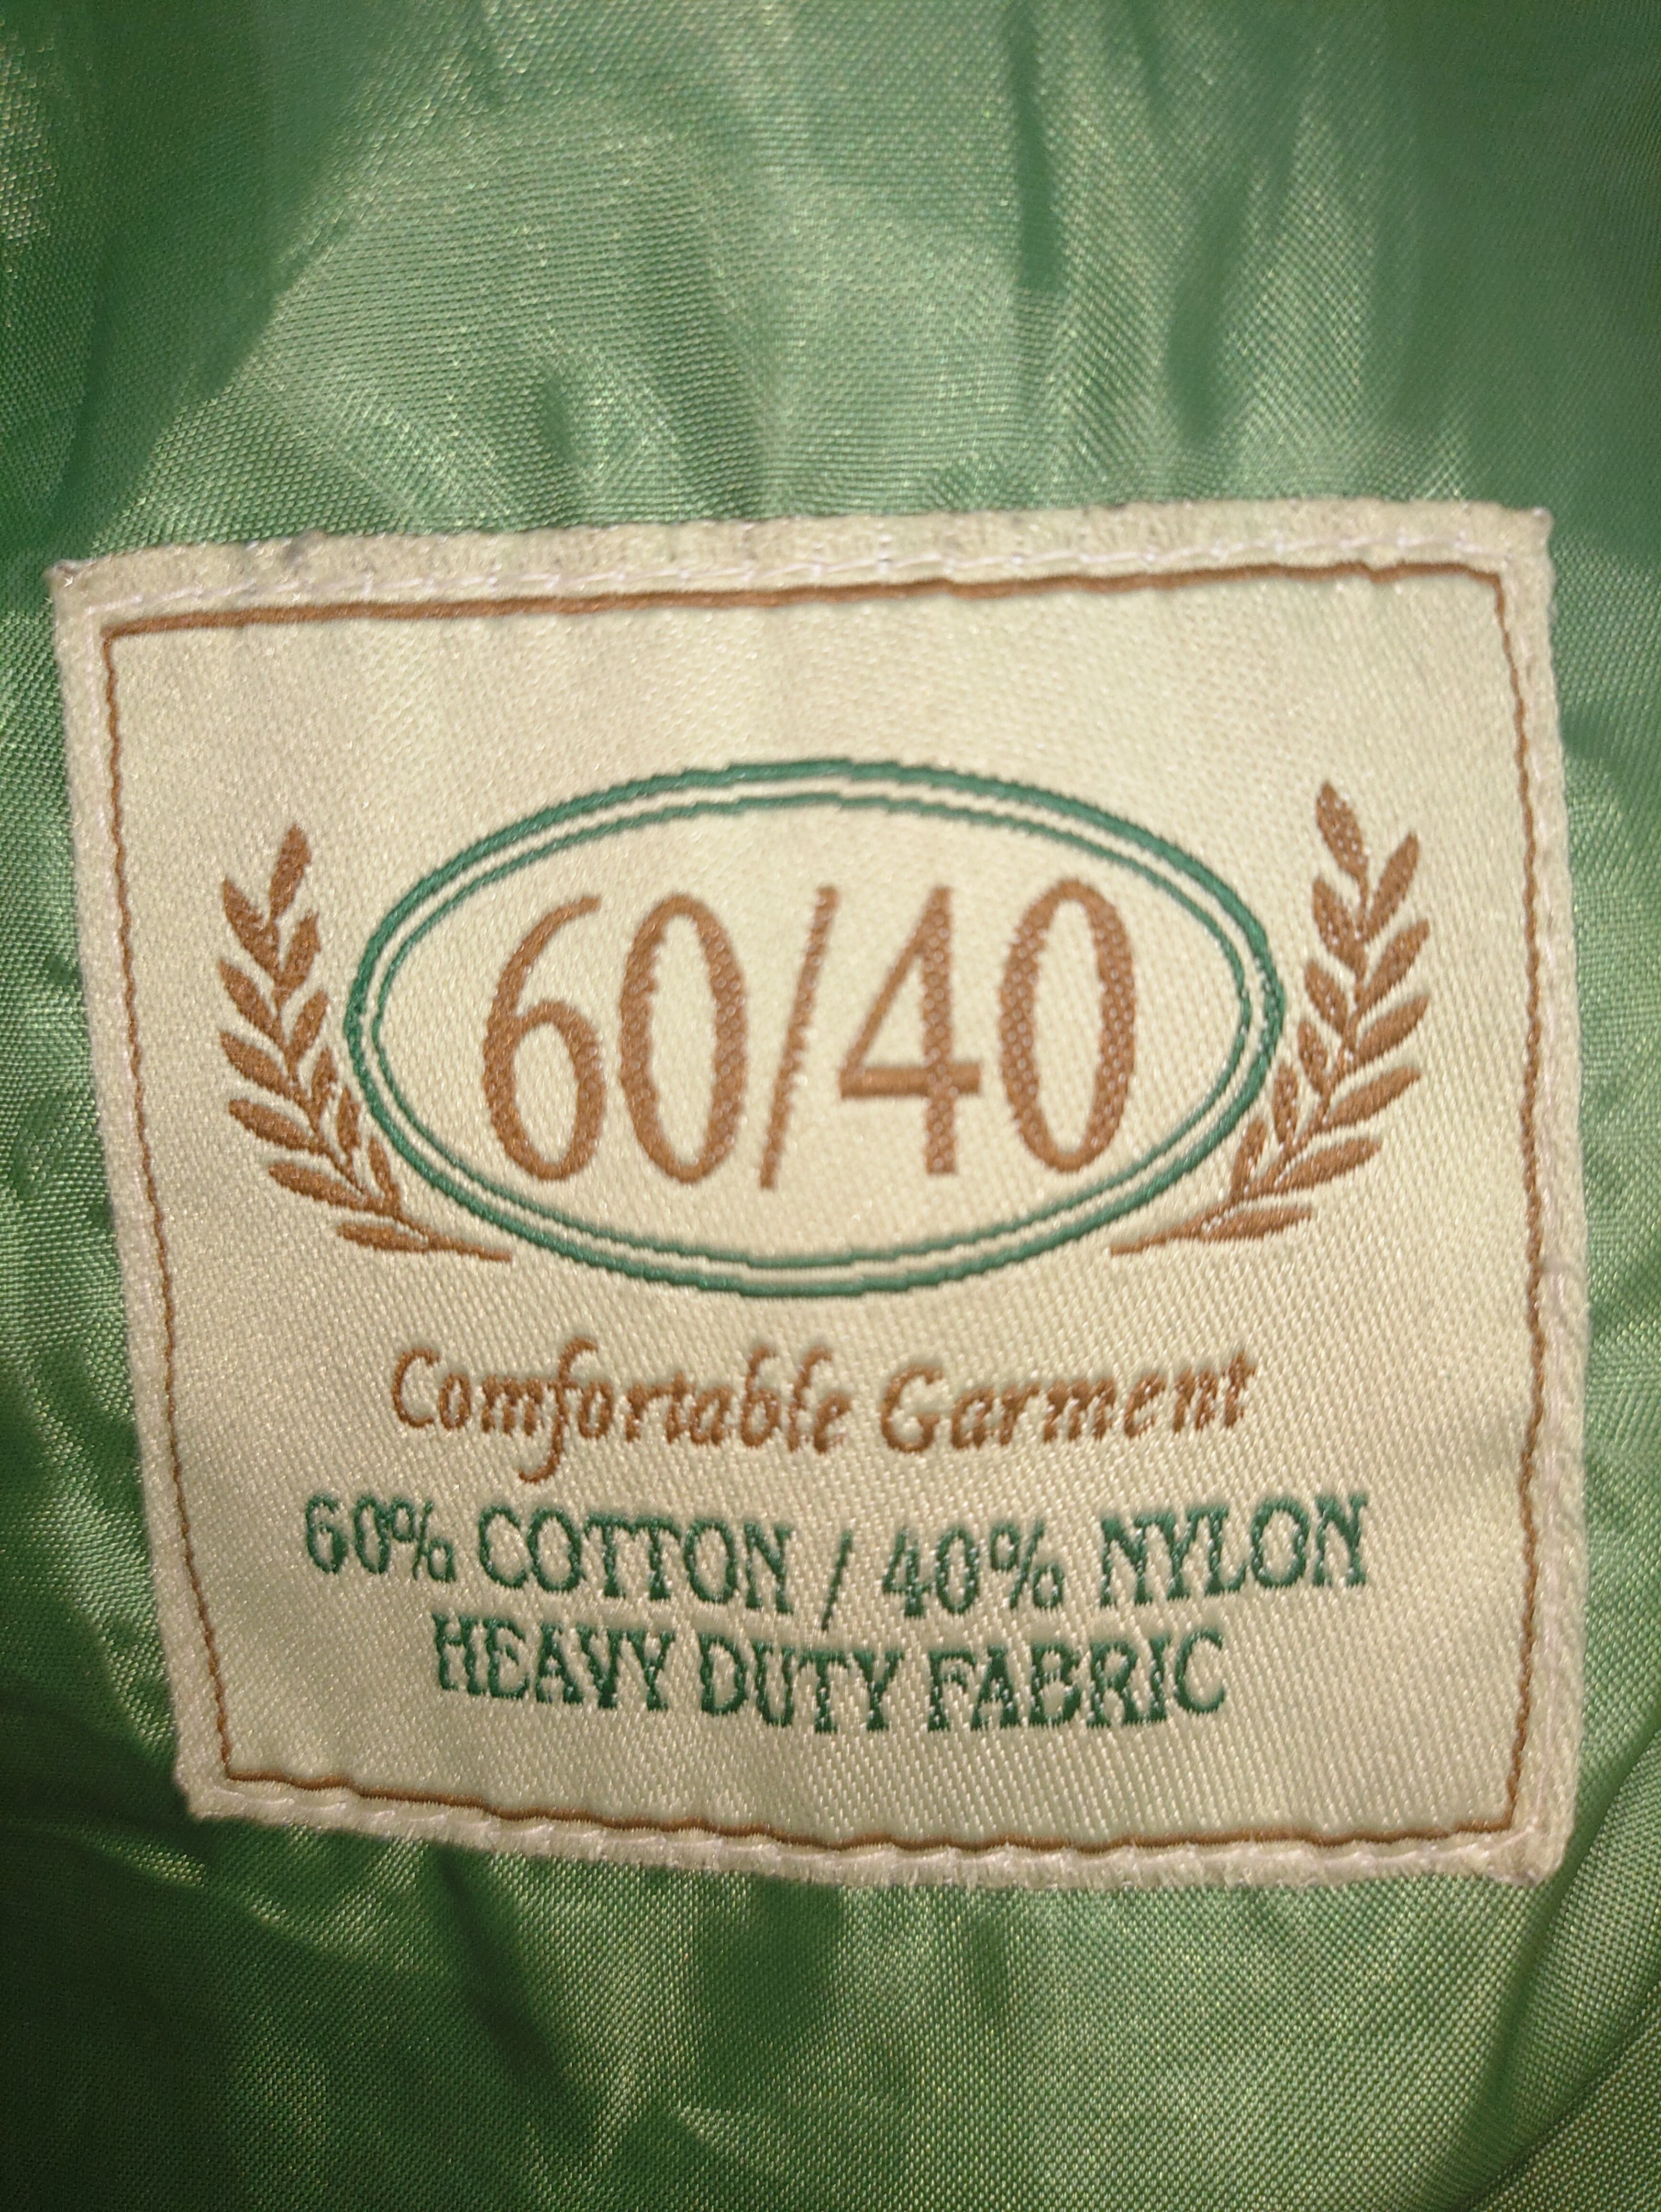 60/40
Comfortable Garment
60% COTTON / 40% NYLON
HEAVY DUTY FABRIC